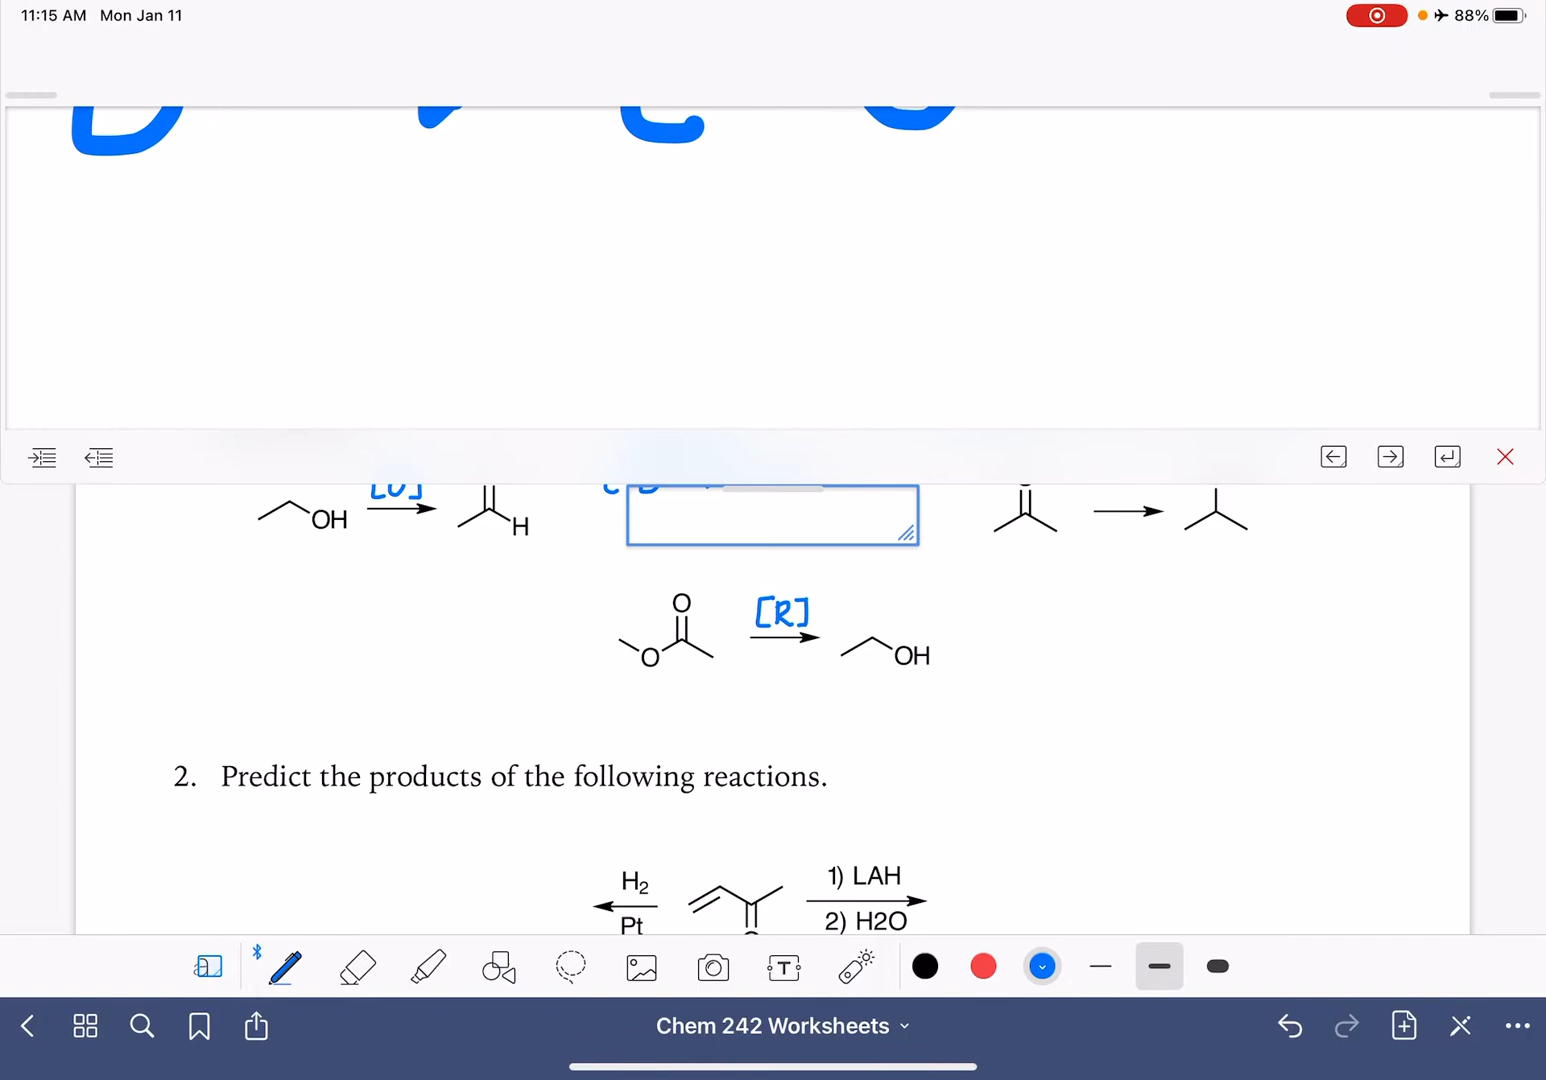 11:15 AM Mon Jan 11 88%
[O]
OH H
O
[R]
O OH
2. Predict the products of the following reactions.
H2 1) LAH
Pt 2) H2O
T
Chem 242 Worksheets